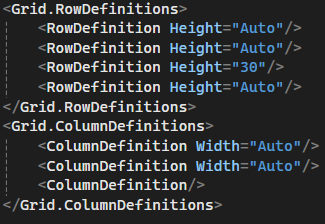 <Grid.RowDefinitions>
<RowDefinition Height="Auto"/>
<RowDefinition Height="Auto"/>
<RowDefinition Height="30"/>
<RowDefinition Height="Auto"/>
</Grid.RowDefinitions>
<Grid.ColumnDefinitions>
<ColumnDefinition Width="Auto"/>
<ColumnDefinition Width="Auto"/>
<ColumnDefinition/>
</Grid.ColumnDefinitions>